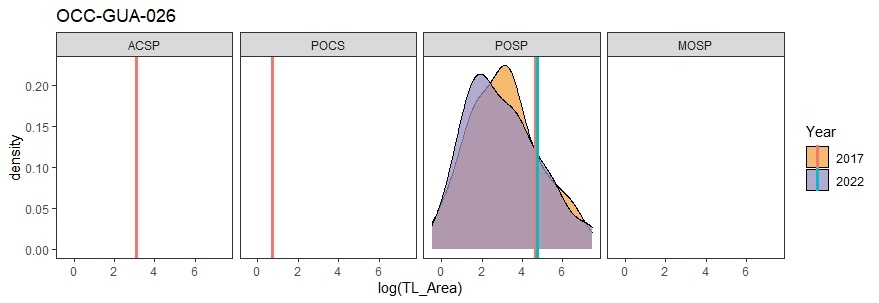 OCC-GUA-026
ACSP POCS POSP MOSP
0.20
0.15
0.10
0.05
0.00
density
0 2 4 6 0 2 4 6 0 2 4 6 0 2 4 6
log(TL_Area)
Year
2017
2022